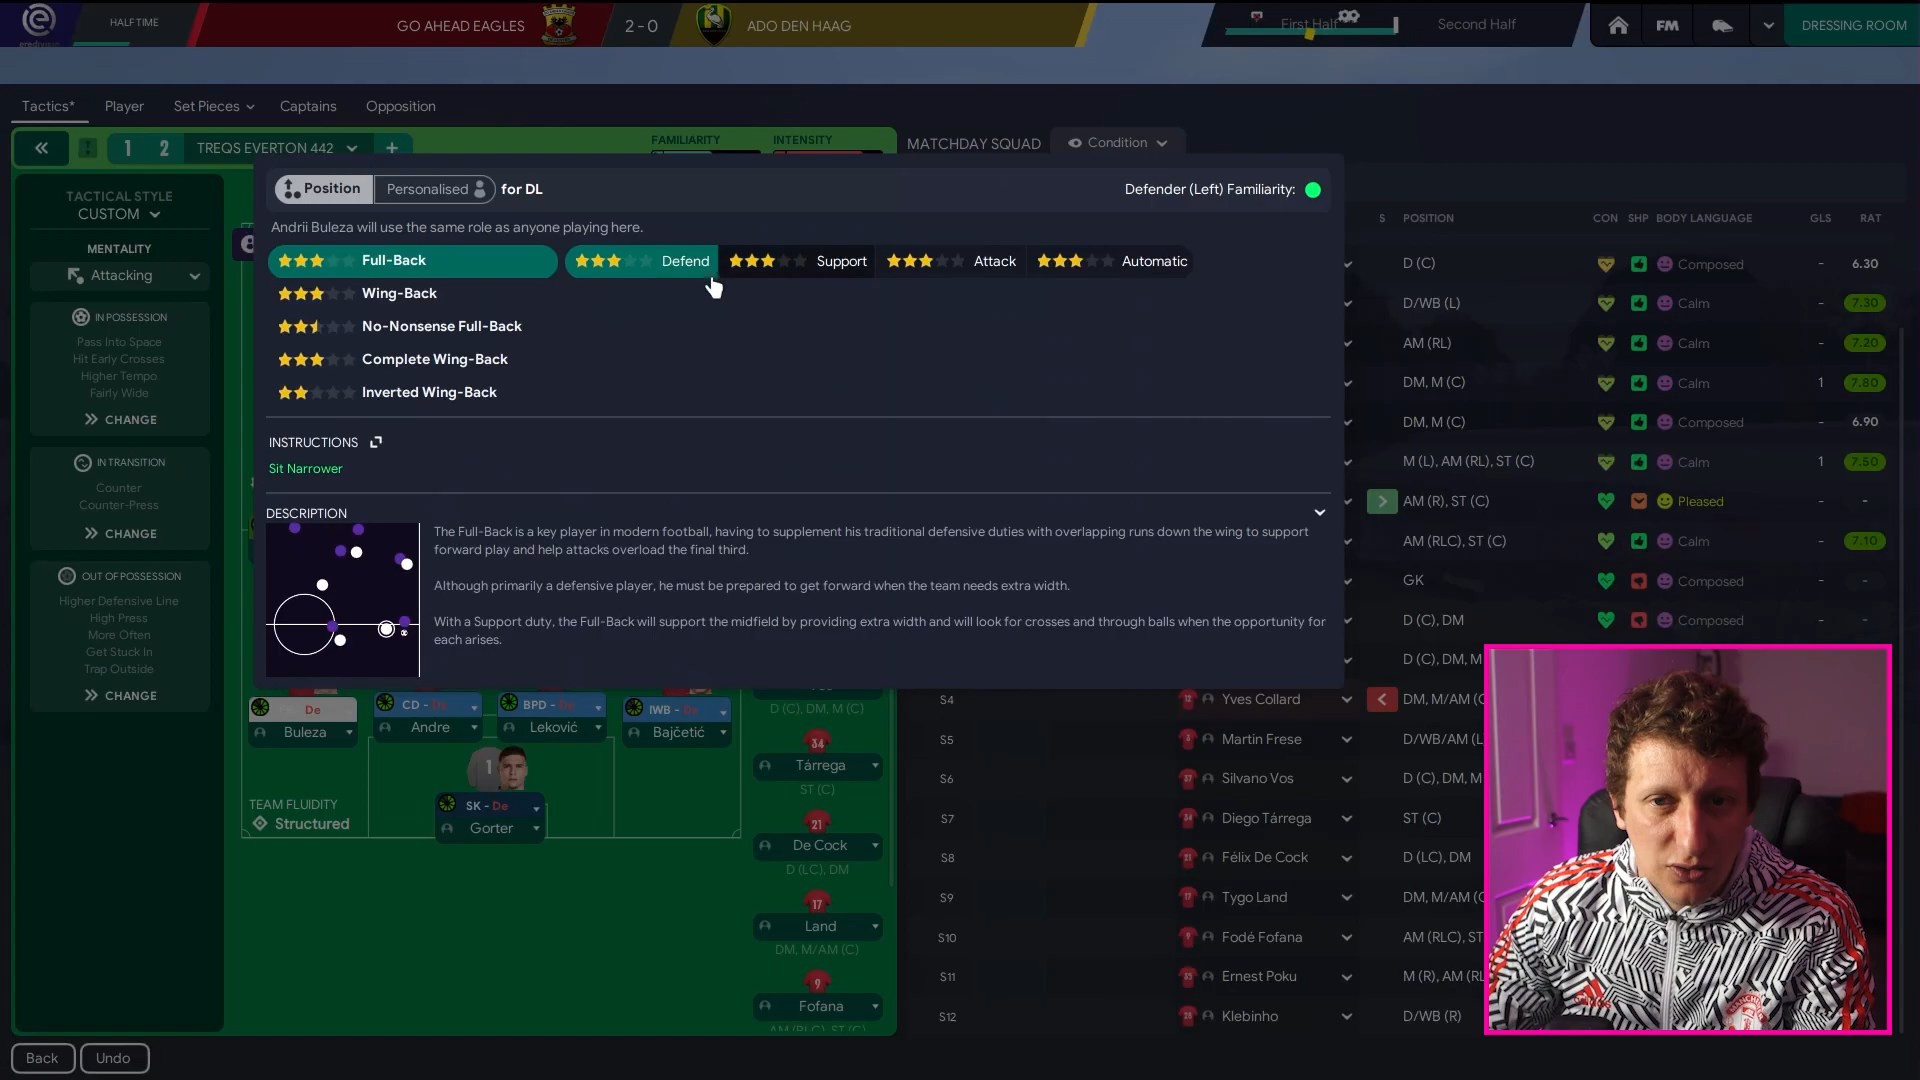 HALF TIME
GO AHEAD EAGLES
2 - 0
ADO DEN HAAG
First Half
Second Half
FM
DRESSING ROOM
Tactics*
Player
Set Pieces
Captains
Opposition
1 2
TREQS EVERTON 442
+
FAMILIARITY
INTENSITY
MATCHDAY SQUAD
Condition
TACTICAL STYLE
CUSTOM
MENTALITY
Attacking
IN POSSESSION
Pass Into Space
Hit Early Crosses
Higher Tempo
Fairly Wide
CHANGE
IN TRANSITION
Counter
Counter-Press
CHANGE
OUT OF POSSESSION
Higher Defensive Line
High Press
More Often
Get Stuck In
Trap Outside
CHANGE
Position
Personalised
for DL
Defender (Left) Familiarity:
Andrii Buleza will use the same role as anyone playing here.
Full-Back
Defend
Support
Attack
Automatic
Wing-Back
No-Nonsense Full-Back
Complete Wing-Back
Inverted Wing-Back
INSTRUCTIONS
Sit Narrower
DESCRIPTION
The Full-Back is a key player in modern football, having to supplement his traditional defensive duties with overlapping runs down the wing to support
forward play and help attacks overload the final third.
Although primarily a defensive player, he must be prepared to get forward when the team needs extra width.
With a Support duty, the Full-Back will support the midfield by providing extra width and will look for crosses and through balls when the opportunity for
each arises.
S POSITION CON SHP BODY LANGUAGE GLS RAT
D (C) Composed - 6.30
D/WB (L) Calm - 7.30
AM (RL) Calm - 7.20
DM, M (C) Calm 1 7.80
DM, M (C) Composed - 6.90
M (L), AM (RL), ST (C) Calm 1 7.50
AM (R), ST (C) Pleased - -
AM (RLC), ST (C) Calm - 7.10
GK Composed - -
D (C), DM Composed - -
D (C), DM, M
S4 Yves Collard DM, M/AM (C
S5 Martin Frese D/WB/AM (L
S6 Silvano Vos D (C), DM, M
S7 Diego Tárrega ST (C)
S8 Félix De Cock D (LC), DM
S9 Tygo Land DM, M/AM (C
S10 Fodé Fofana AM (RLC), ST
S11 Ernest Poku M (R), AM (RL
S12 Klebinho D/WB (R)
De
Buleza
CD - De
Andre
BPD - De
Leković
IWB - De
Bajčetić
1
SK - De
Gorter
TEAM FLUIDITY
Structured
D (C), DM, M (C)
34
Tárrega
ST (C)
21
De Cock
D (LC), DM
17
Land
DM, M/AM (C)
9
Fofana
AM (RLC), ST (C)
Back
Undo